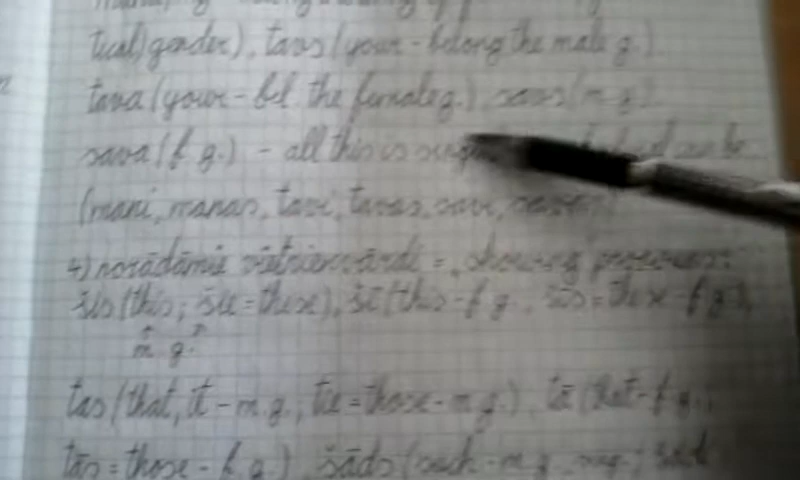 tical) gender), tavs (your - belong the male g.)
tava (your - bel. the female g.), savs (m. g.)
sava (f. g.) - all this is
(mani, manas, tavi, tavas, savi,
4) norādāmie vietniekvārdi = showing pronouns:
šis (this; šie = these), šī (this - f. g., šās = these - f. g.),
m. g.
tas (that, it - m. g., tie = those - m. g.), tā (that - f. g.,
tās = those - f. g.), šāds (such - m. g.